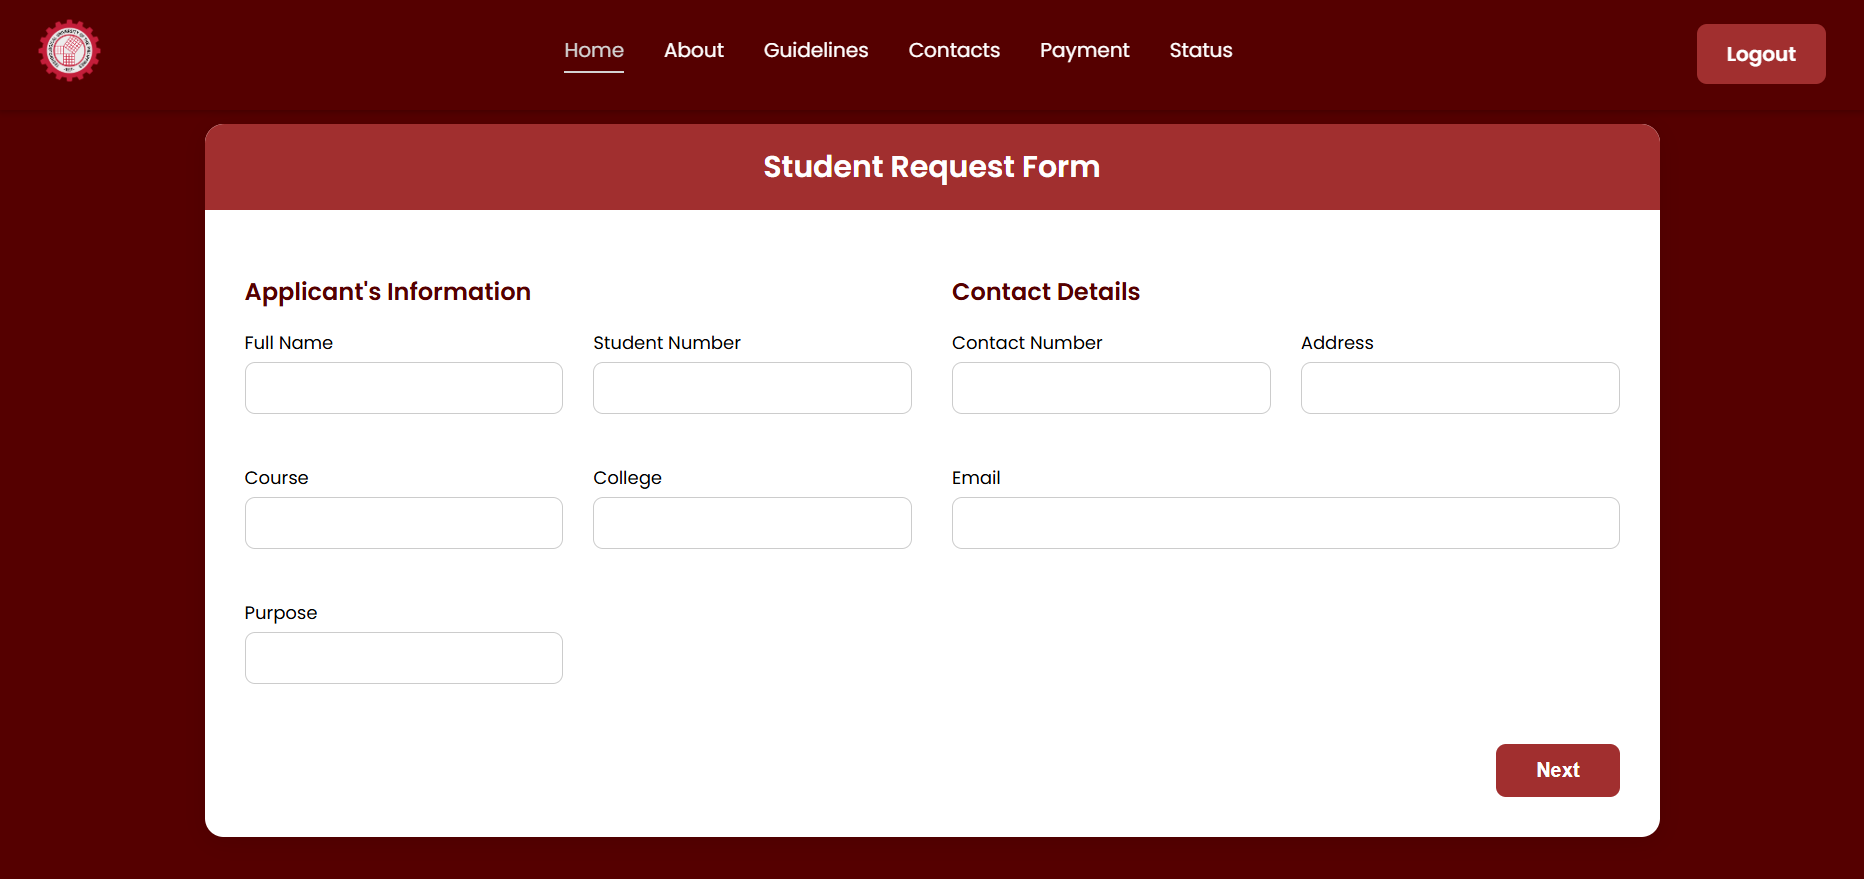 Home About Guidelines Contacts Payment Status
Logout
Student Request Form
Applicant's Information
Full Name
Student Number
Course
College
Purpose
Contact Details
Contact Number
Address
Email
Next